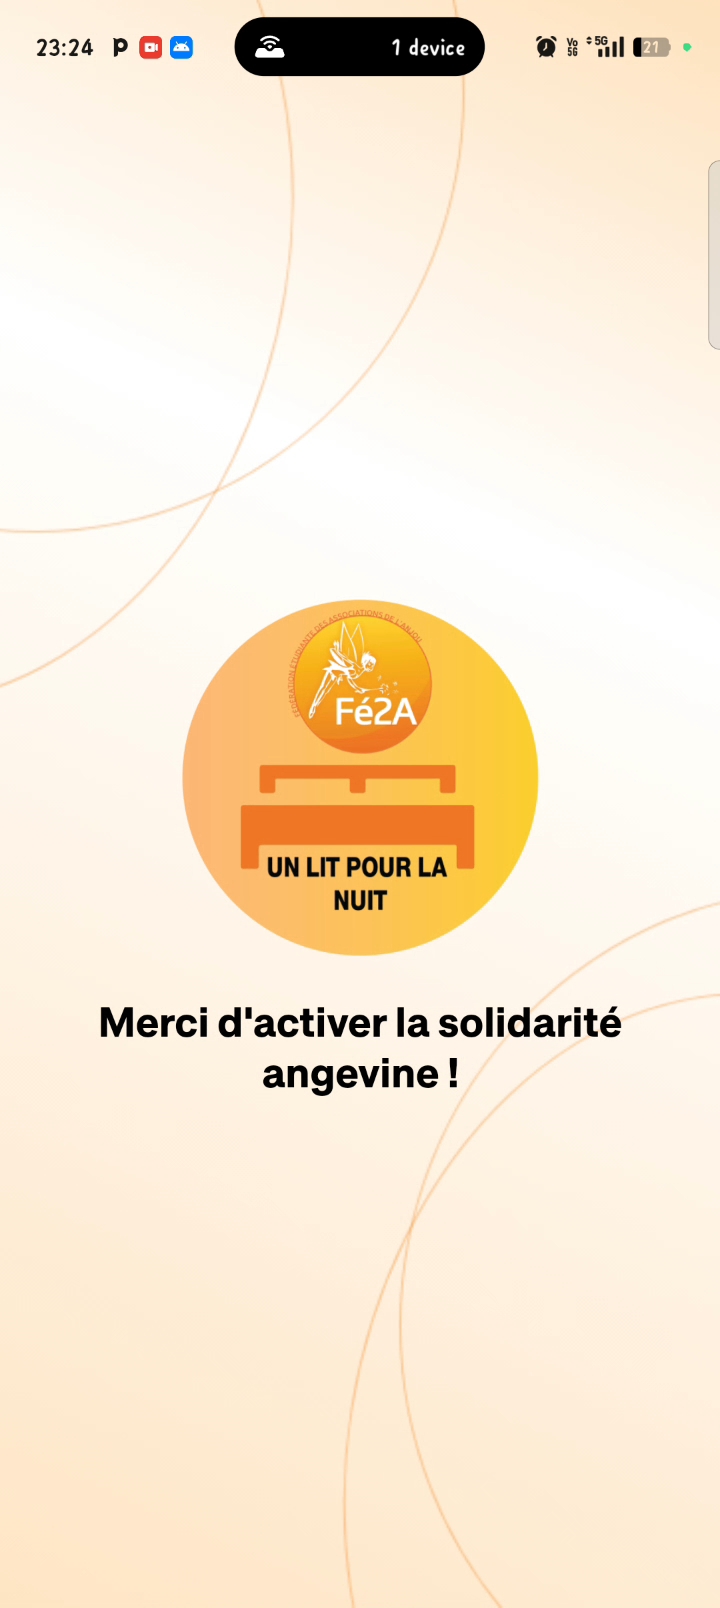 23:24
1 device
Vo
5G
5G
21
FÉDÉRATION ÉTUDIANTE DES ASSOCIATIONS DE L'ANJOU
Fé2A
UN LIT POUR LA
NUIT
Merci d'activer la solidarité
angevine !